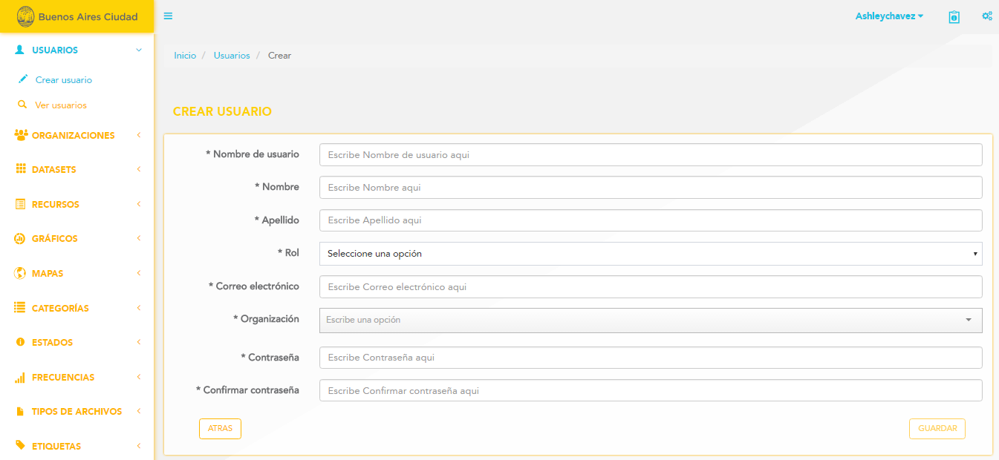 Buenos Aires Ciudad
Ashleychavez
USUARIOS
Crear usuario
Ver usuarios
ORGANIZACIONES
DATASETS
RECURSOS
GRÁFICOS
MAPAS
CATEGORÍAS
ESTADOS
FRECUENCIAS
TIPOS DE ARCHIVOS
ETIQUETAS
Inicio / Usuarios / Crear
CREAR USUARIO
* Nombre de usuario Escribe Nombre de usuario aqui
* Nombre Escribe Nombre aqui
* Apellido Escribe Apellido aqui
* Rol Seleccione una opción
* Correo electrónico Escribe Correo electrónico aqui
* Organización Escribe una opción
* Contraseña Escribe Contraseña aqui
* Confirmar contraseña Escribe Confirmar contraseña aqui
ATRAS GUARDAR